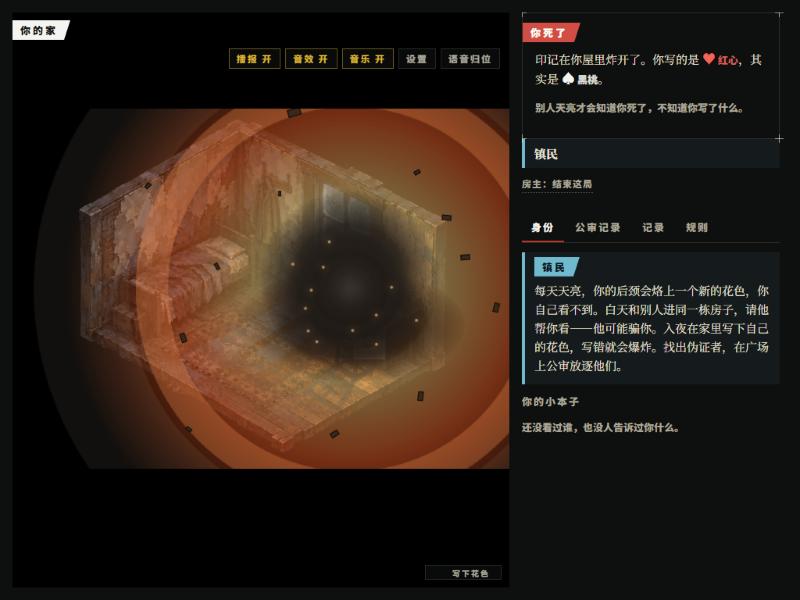 你的家
播报 开
音效 开
音乐 开
设置
语音归位
写下花色
你死了
印记在你屋里炸开了。你写的是 ♥ 红心，其
实是 ♠ 黑桃。
别人天亮才会知道你死了，不知道你写了什么。
镇民
房主：结束这局
身份
公审记录
记录
规则
镇民
每天天亮，你的后颈会烙上一个新的花色，你
自己看不到。白天和别人进同一栋房子，请他
帮你看——他可能骗你。入夜在家里写下自己
的花色，写错就会爆炸。找出伪证者，在广场
上公审放逐他们。
你的小本子
还没看过谁，也没人告诉过你什么。